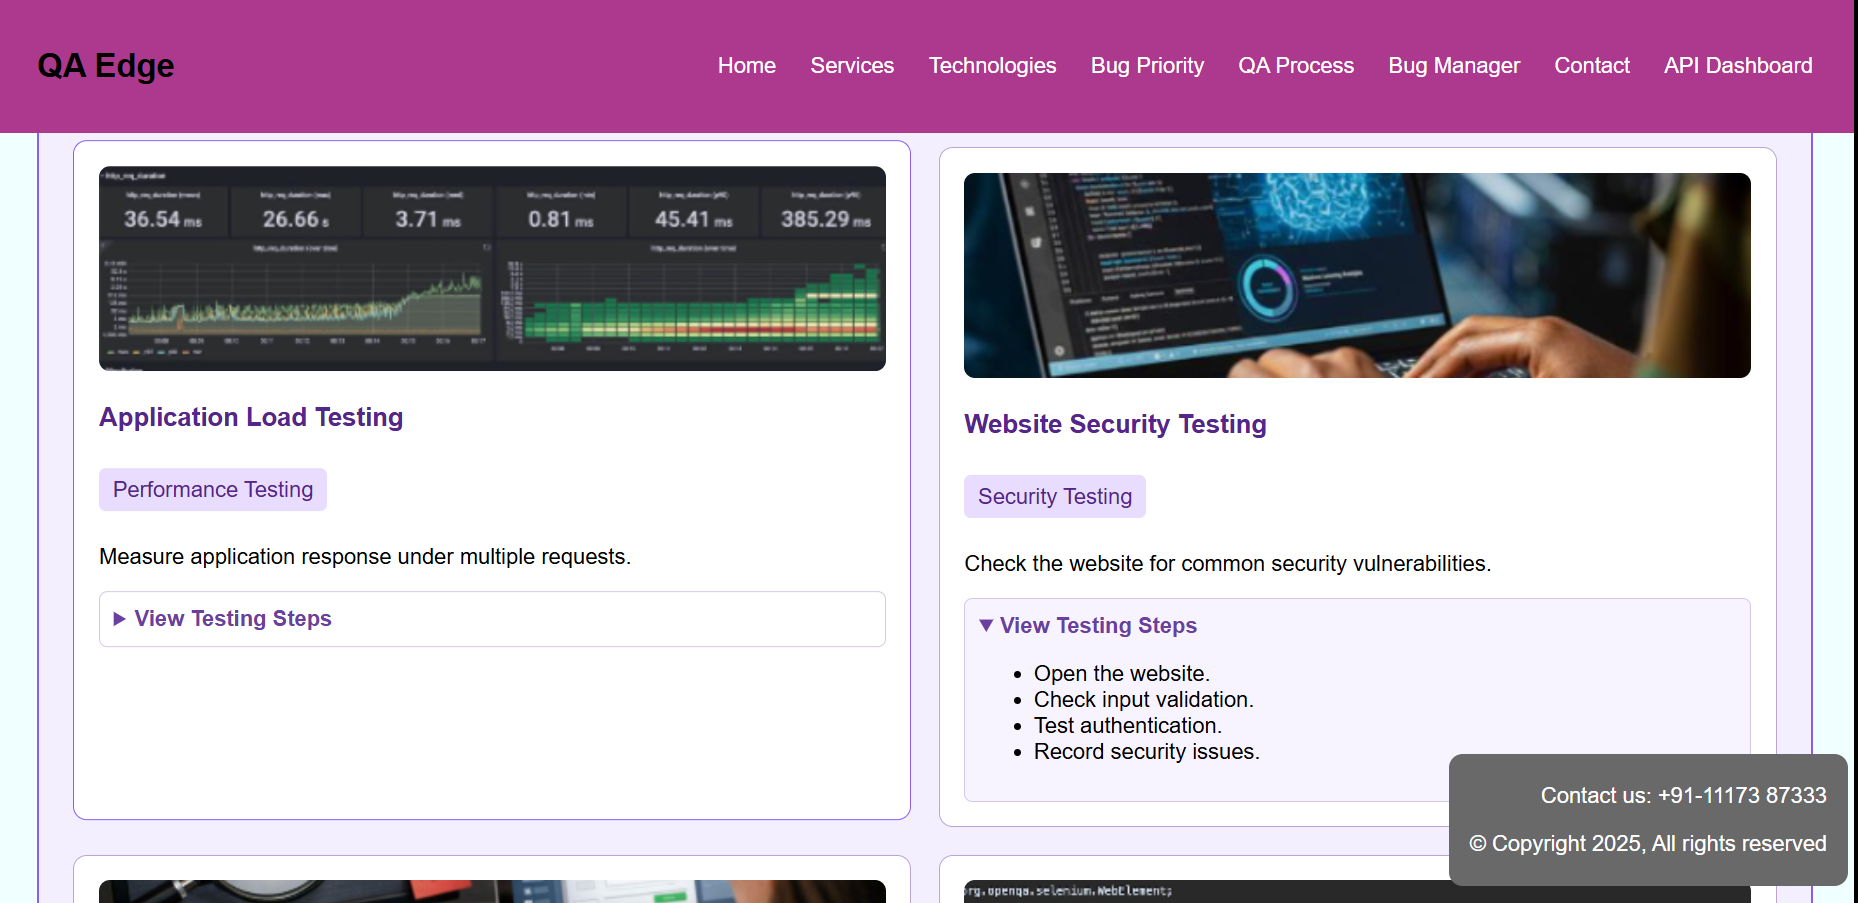 QA Edge
Home Services Technologies Bug Priority QA Process Bug Manager Contact API Dashboard
36.54 ms
26.66 s
3.71 ms
0.81 ms
45.41 ms
385.29 ms
Application Load Testing
Performance Testing
Measure application response under multiple requests.
▶ View Testing Steps
Website Security Testing
Security Testing
Check the website for common security vulnerabilities.
▼ View Testing Steps
• Open the website.
• Check input validation.
• Test authentication.
• Record security issues.
org.openqa.selenium.WebElement;
Contact us: +91-11173 87333
© Copyright 2025, All rights reserved